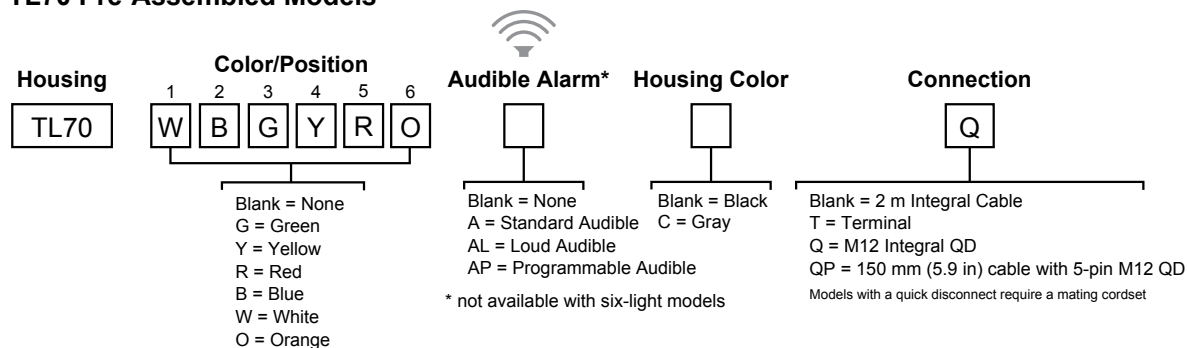 TL70 Pre-Assembled Models
Housing
Color/Position
Audible Alarm*
Housing Color
Connection
1 2 3 4 5 6
TL70
W B G Y R O
Q
Blank = None
G = Green
Y = Yellow
R = Red
B = Blue
W = White
O = Orange
Blank = None
A = Standard Audible
AL = Loud Audible
AP = Programmable Audible
* not available with six-light models
Blank = Black
C = Gray
Blank = 2 m Integral Cable
T = Terminal
Q = M12 Integral QD
QP = 150 mm (5.9 in) cable with 5-pin M12 QD
Models with a quick disconnect require a mating cordset